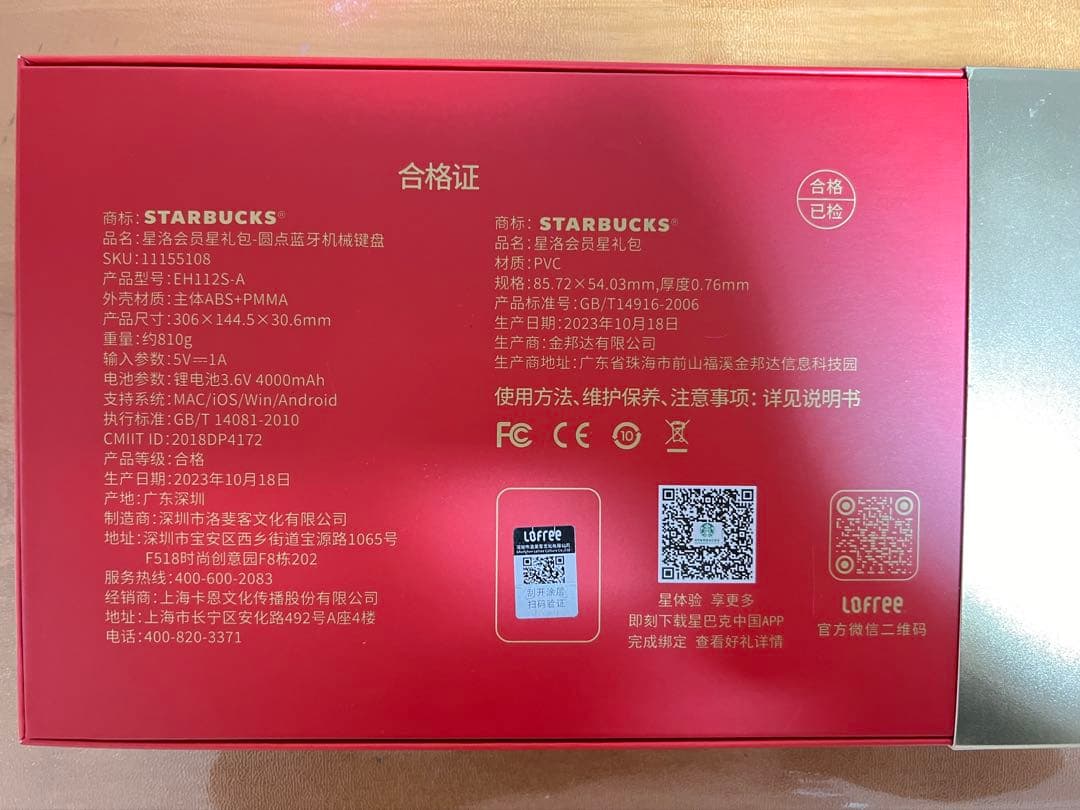 合格证
合格
已检
商标:STARBUCKS®
品名:星洛会员星礼包-圆点蓝牙机械键盘
SKU:11155108
产品型号:EH112S-A
外壳材质:主体ABS+PMMA
产品尺寸:306×144.5×30.6mm
重量:约810g
输入参数:5V⎓1A
电池参数:锂电池3.6V 4000mAh
支持系统:MAC/iOS/Win/Android
执行标准:GB/T 14081-2010
CMIIT ID:2018DP4172
产品等级:合格
生产日期:2023年10月18日
产地:广东深圳
制造商:深圳市洛斐客文化有限公司
地址:深圳市宝安区西乡街道宝源路1065号
F518时尚创意园F8栋202
服务热线:400-600-2083
经销商:上海卡恩文化传播股份有限公司
地址:上海市长宁区安化路492号A座4楼
电话:400-820-3371
商标:STARBUCKS®
品名:星洛会员星礼包
材质:PVC
规格:85.72×54.03mm,厚度0.76mm
产品标准号:GB/T14916-2006
生产日期:2023年10月18日
生产商:金邦达有限公司
生产商地址:广东省珠海市前山福溪金邦达信息科技园
使用方法、维护保养、注意事项:详见说明书
FC CE 10
LOFREE
刮开涂层
扫码验证
STARBUCKS
星体验 享更多
即刻下载星巴克中国APP
完成绑定 查看好礼详情
LOFREE
官方微信二维码